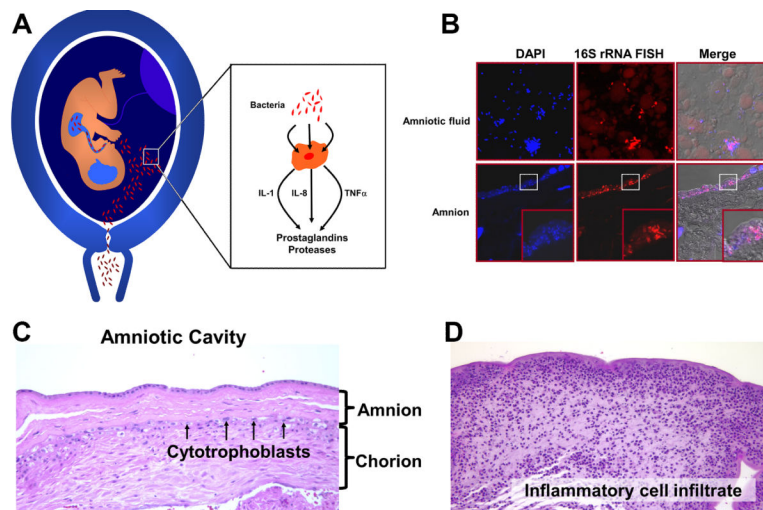 A
Bacteria
IL-1
IL-8
TNFα
Prostaglandins
Proteases
B
DAPI
16S rRNA FISH
Merge
Amniotic fluid
Amnion
C
Amniotic Cavity
Amnion
Cytotrophoblasts
Chorion
D
Inflammatory cell infiltrate